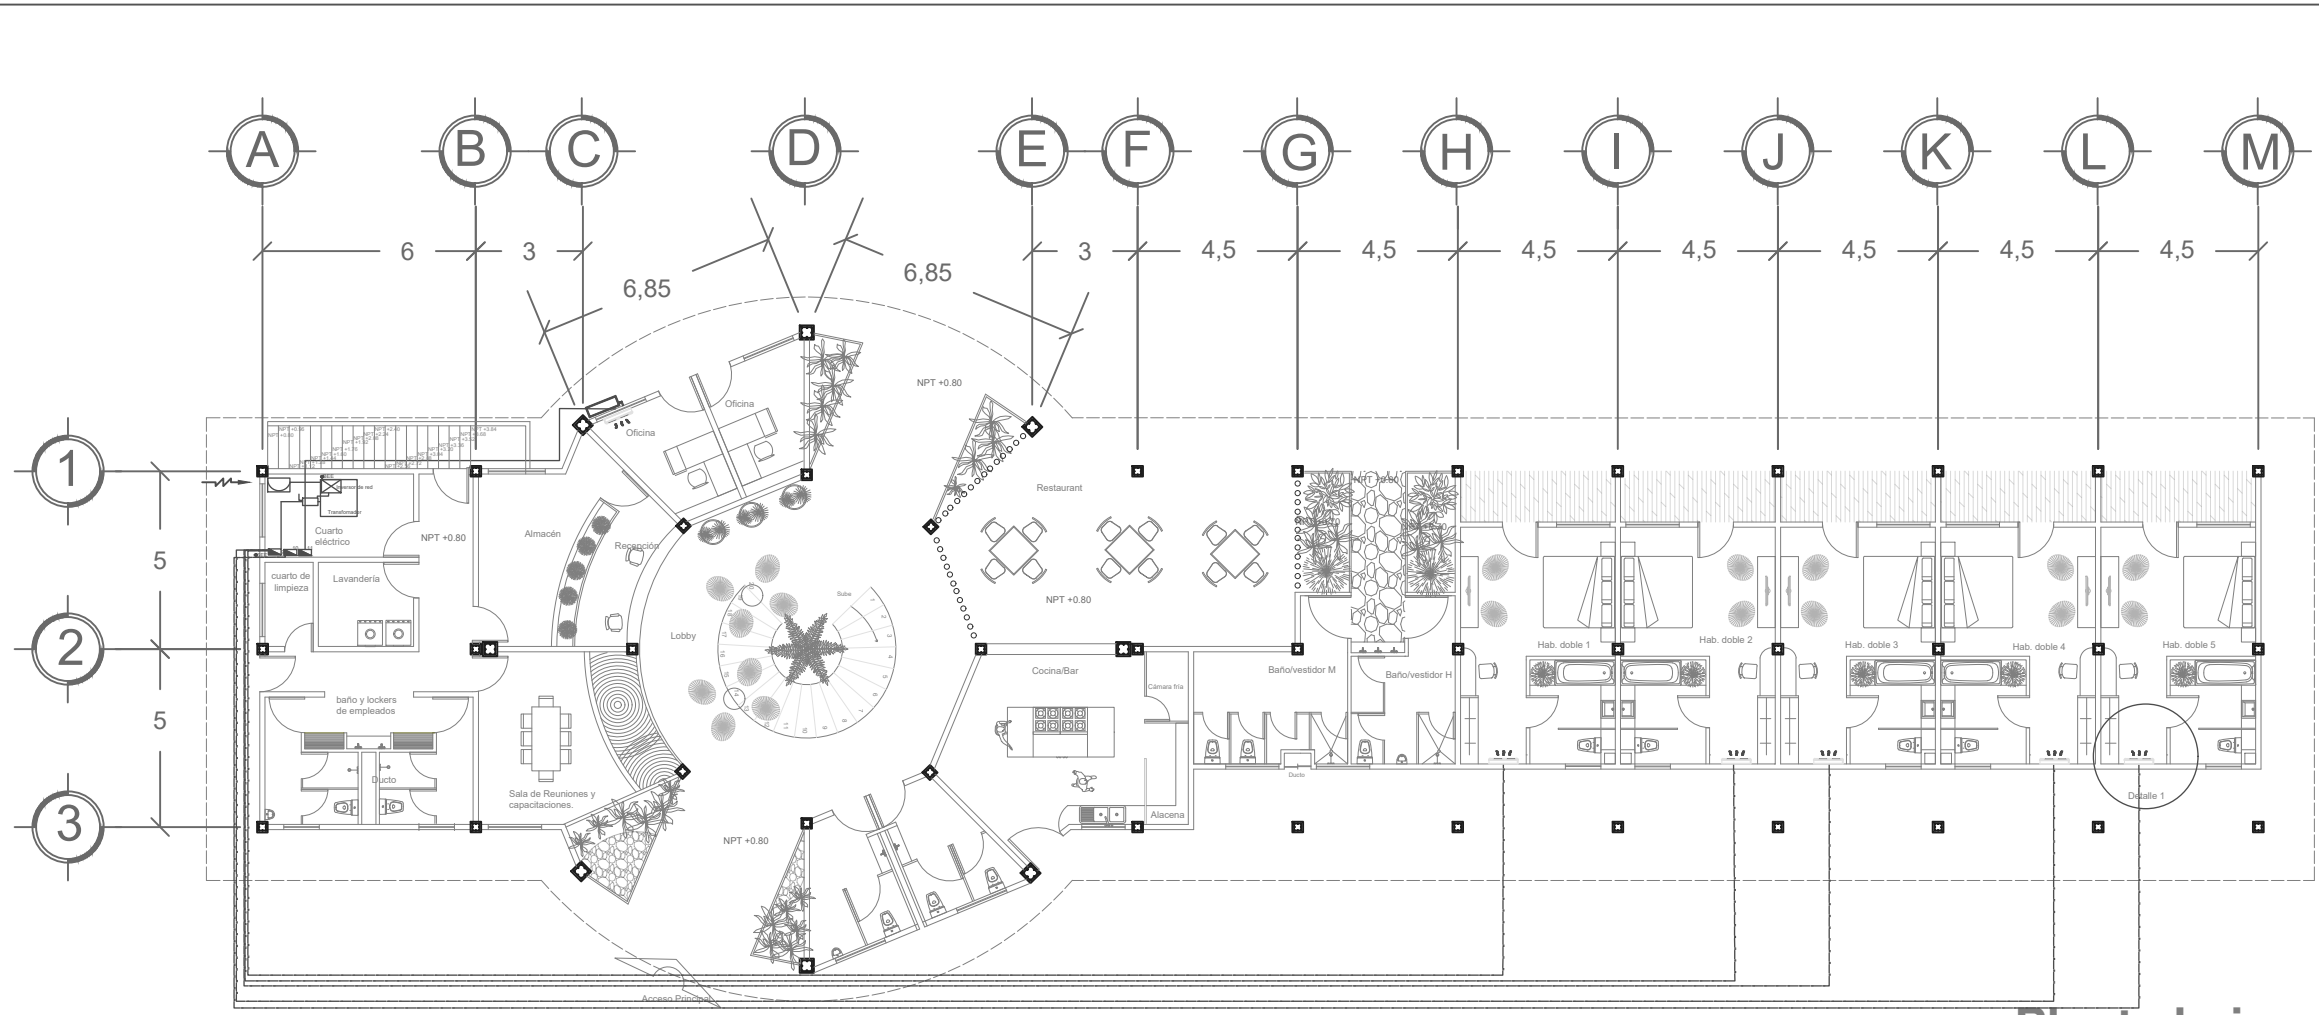 A B C D E F G H I J K L M
6 3 3 4,5 4,5 4,5 4,5 4,5 4,5 4,5
6,85 6,85
NPT +0.80
Oficina
Oficina
1
Restaurant
Inversor de red
Transfomador
Cuarto
eléctrico
NPT +0.80
Almacén
Recepción
5
cuarto de
limpieza
Lavandería
Sube
NPT +0.80
2
Lobby
Hab. doble 1
Hab. doble 2
Hab. doble 3
Hab. doble 4
Hab. doble 5
Cocina/Bar
Baño/vestidor M
Baño/vestidor H
Cámara fría
baño y lockers
de empleados
5
Ducto
Ducto
Sala de Reuniones y
capacitaciones.
Detalle 1
Alacena
3
NPT +0.80
Acceso Principal